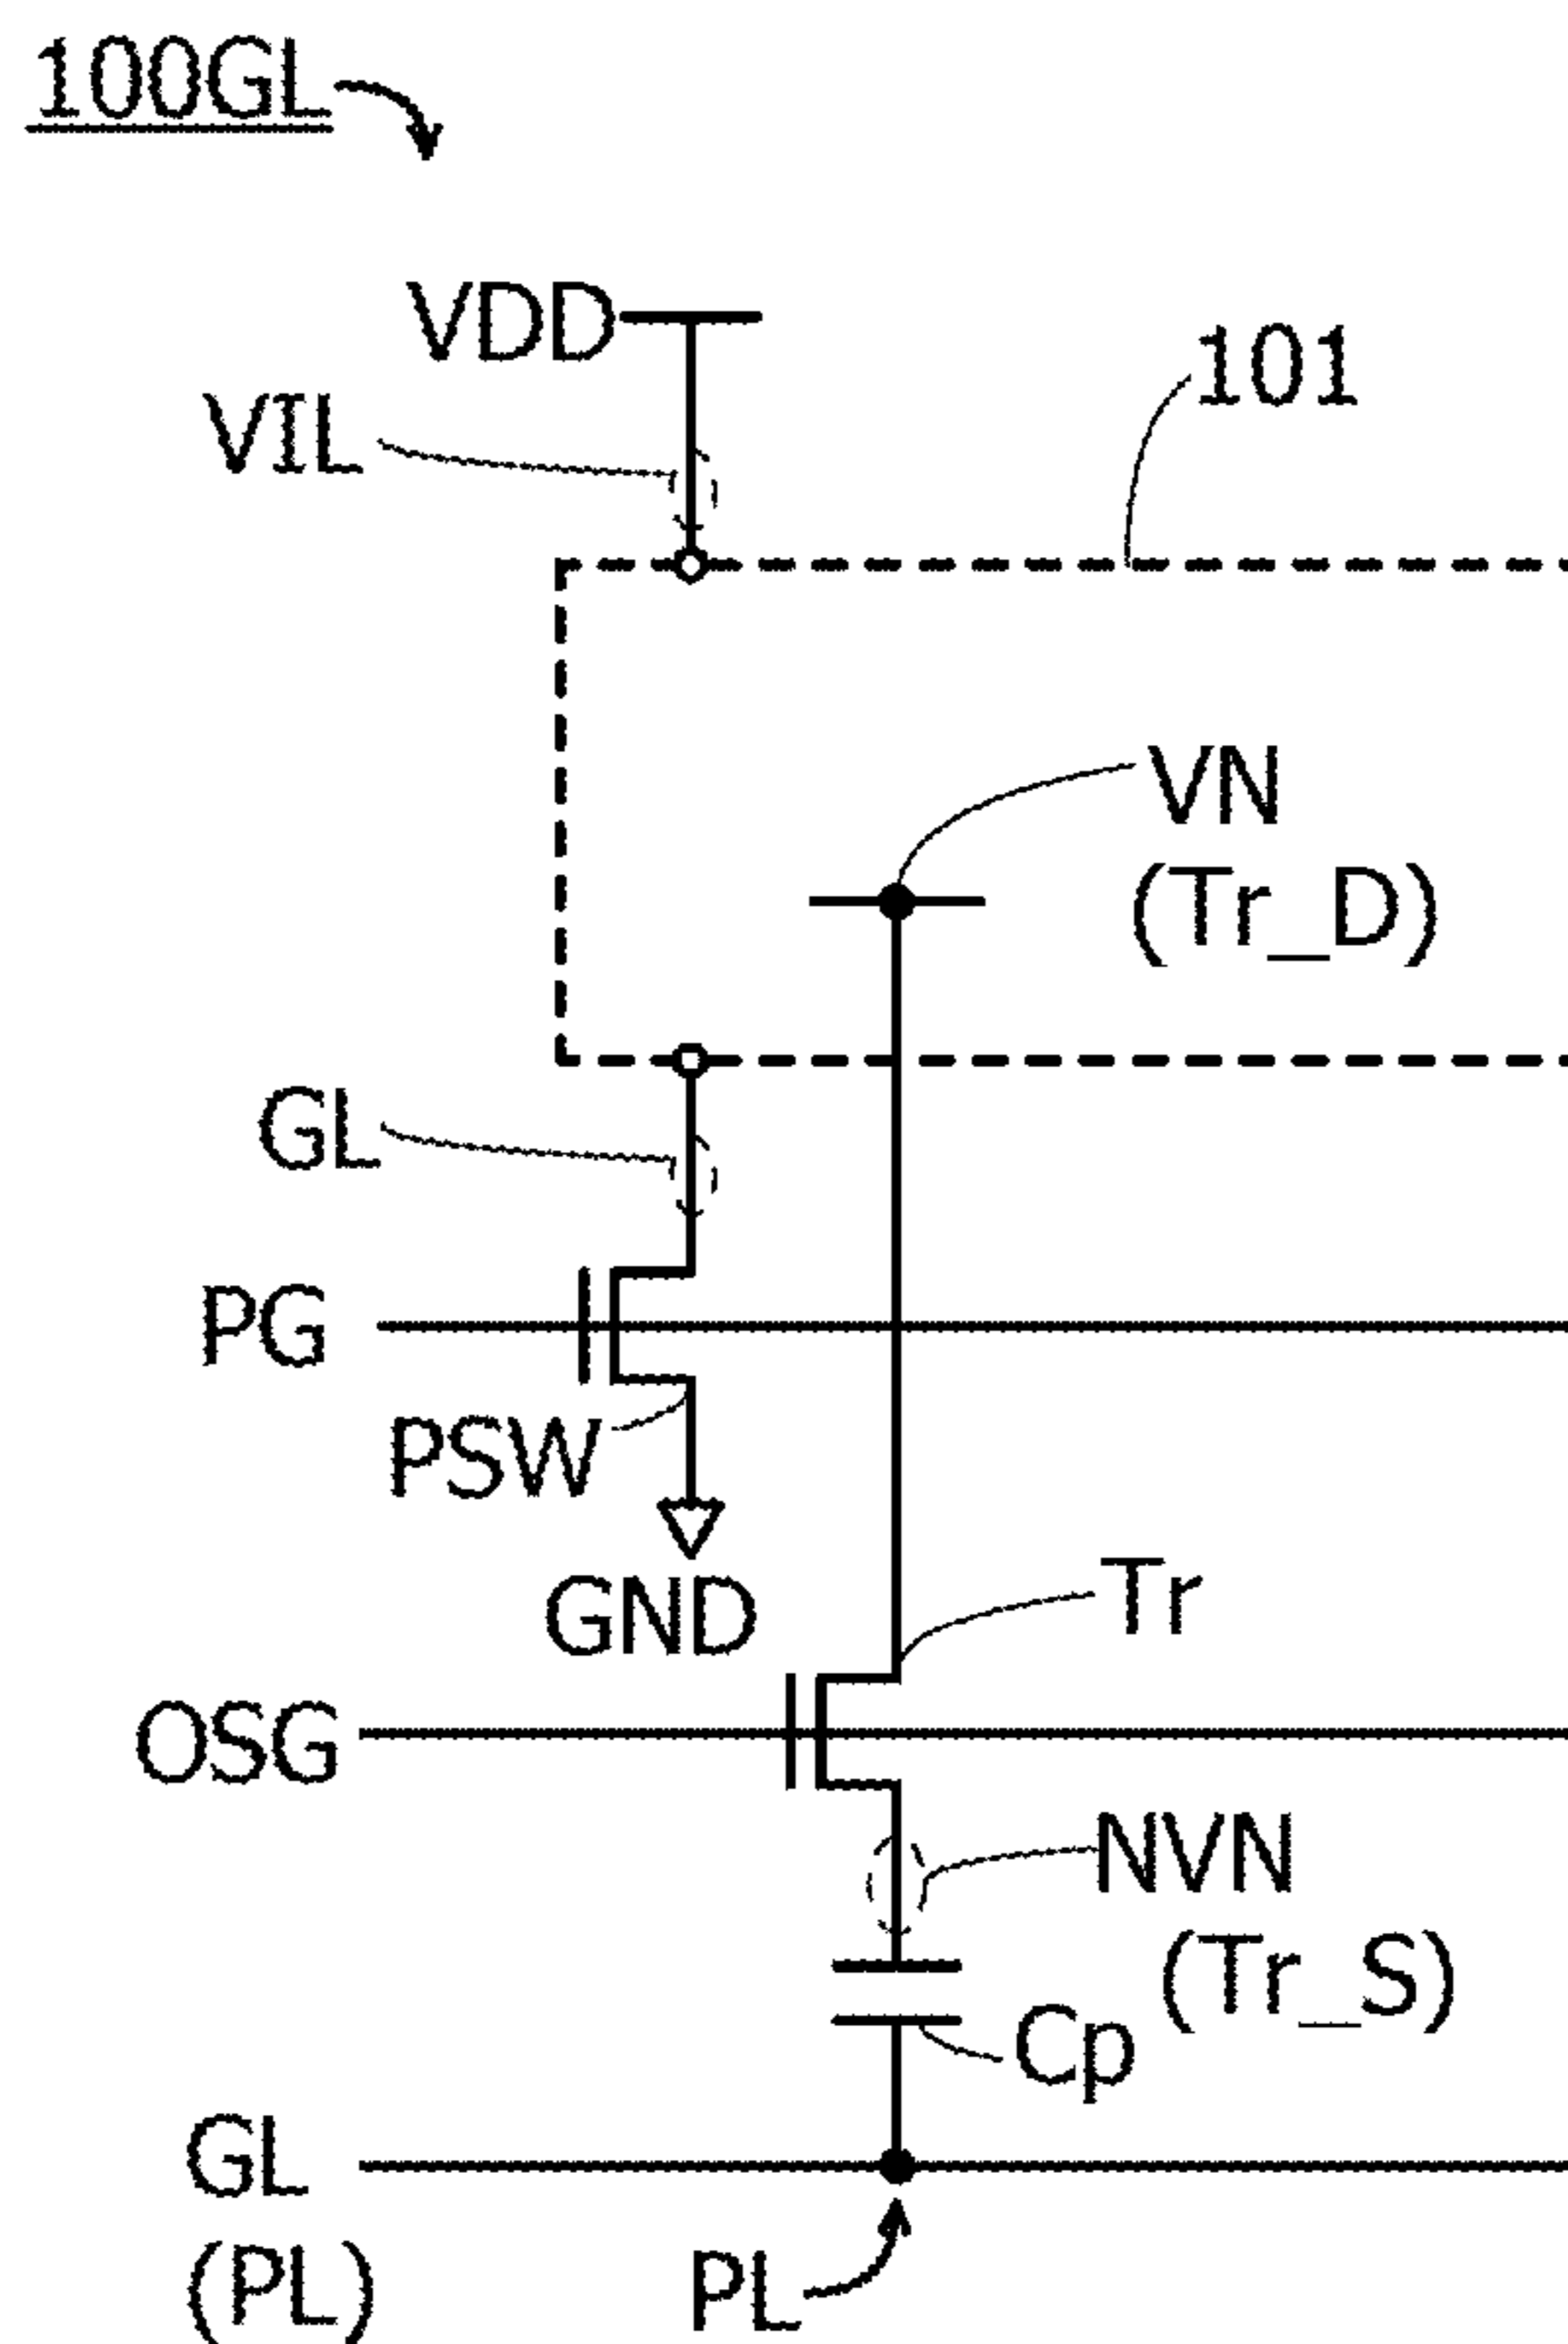 100GL
VDD
VIL
101
VN
(Tr_D)
GL
PG
PSW
GND
Tr
OSG
NVN
(Tr_S)
Cp
GL
(PL)
PL